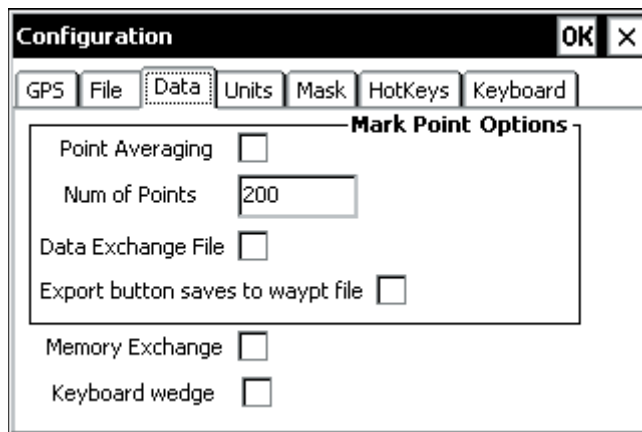 Configuration OK ×
GPS File Data Units Mask HotKeys Keyboard
Mark Point Options
Point Averaging
Num of Points 200
Data Exchange File
Export button saves to waypt file
Memory Exchange
Keyboard wedge